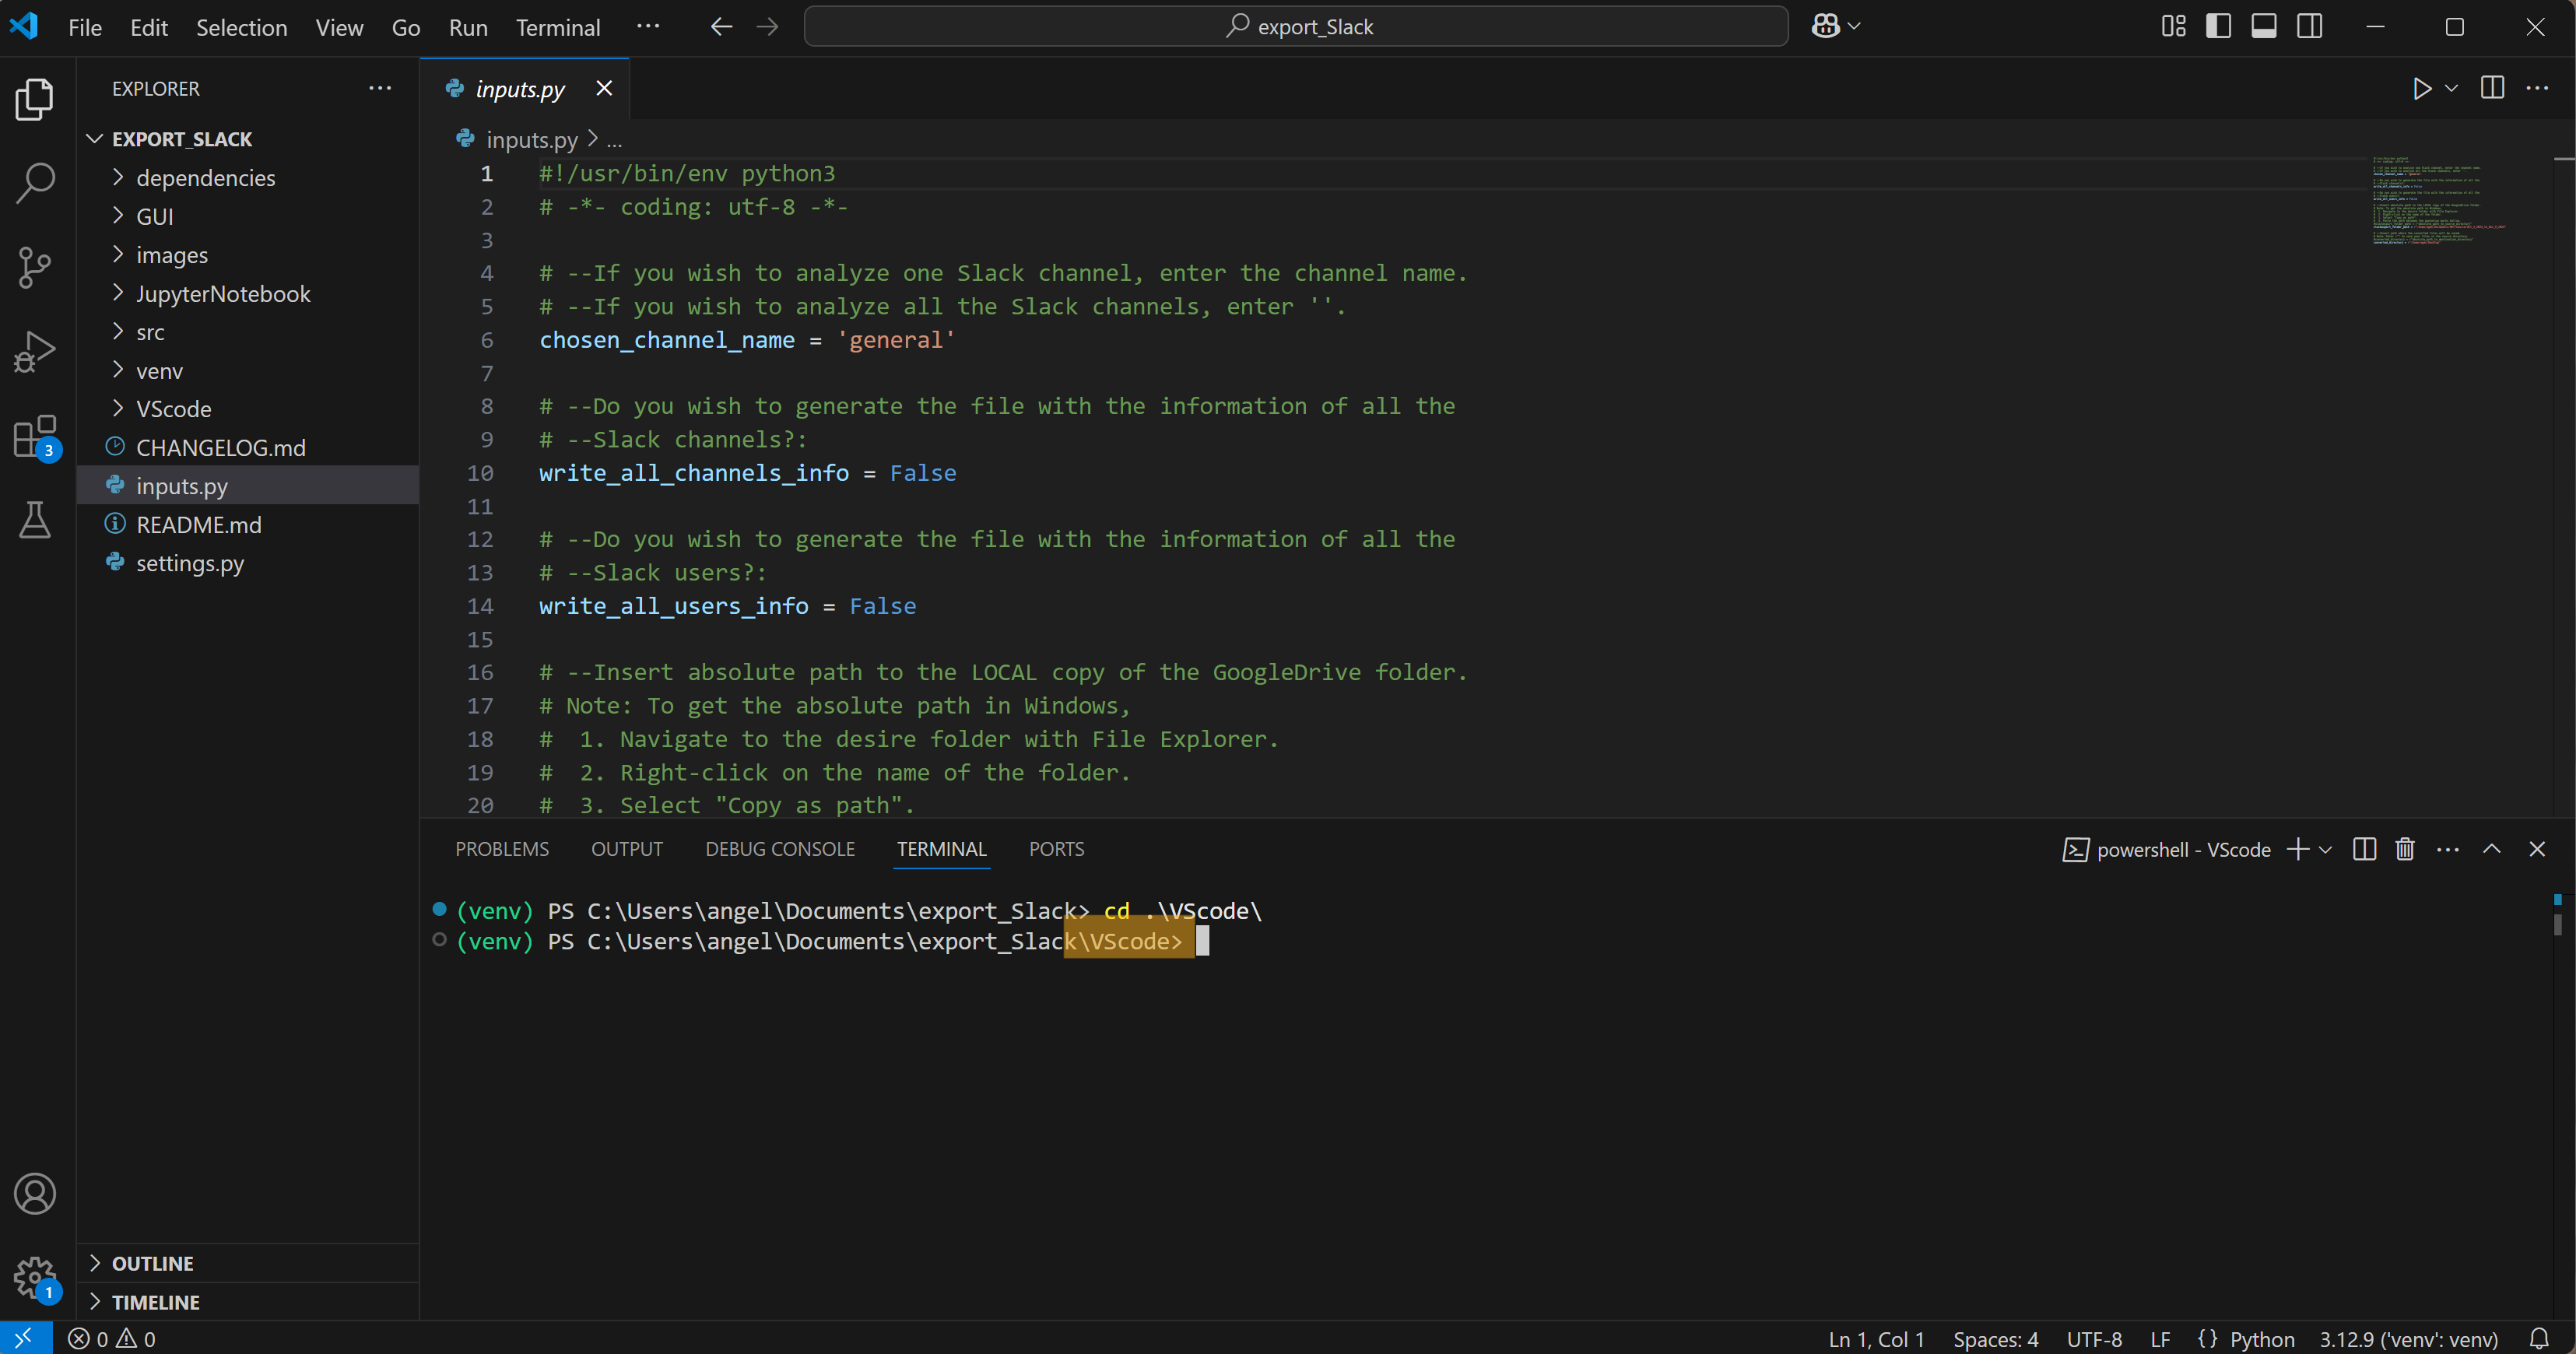 File Edit Selection View Go Run Terminal ··· export_Slack
EXPLORER ···
EXPORT_SLACK
dependencies
GUI
images
JupyterNotebook
src
venv
VScode
CHANGELOG.md
inputs.py
README.md
settings.py
OUTLINE
TIMELINE
3
1
inputs.py
inputs.py > ...
1 #!/usr/bin/env python3
2 # -*- coding: utf-8 -*-
3
4 # --If you wish to analyze one Slack channel, enter the channel name.
5 # --If you wish to analyze all the Slack channels, enter ''.
6 chosen_channel_name = 'general'
7
8 # --Do you wish to generate the file with the information of all the
9 # --Slack channels?:
10 write_all_channels_info = False
11
12 # --Do you wish to generate the file with the information of all the
13 # --Slack users?:
14 write_all_users_info = False
15
16 # --Insert absolute path to the LOCAL copy of the GoogleDrive folder.
17 # Note: To get the absolute path in Windows,
18 #  1. Navigate to the desire folder with File Explorer.
19 #  2. Right-click on the name of the folder.
20 #  3. Select "Copy as path".
PROBLEMS OUTPUT DEBUG CONSOLE TERMINAL PORTS powershell - VScode
(venv) PS C:\Users\angel\Documents\export_Slack> cd .\VScode\
(venv) PS C:\Users\angel\Documents\export_Slack\VScode>
0 0 Ln 1, Col 1 Spaces: 4 UTF-8 LF {} Python 3.12.9 ('venv': venv)